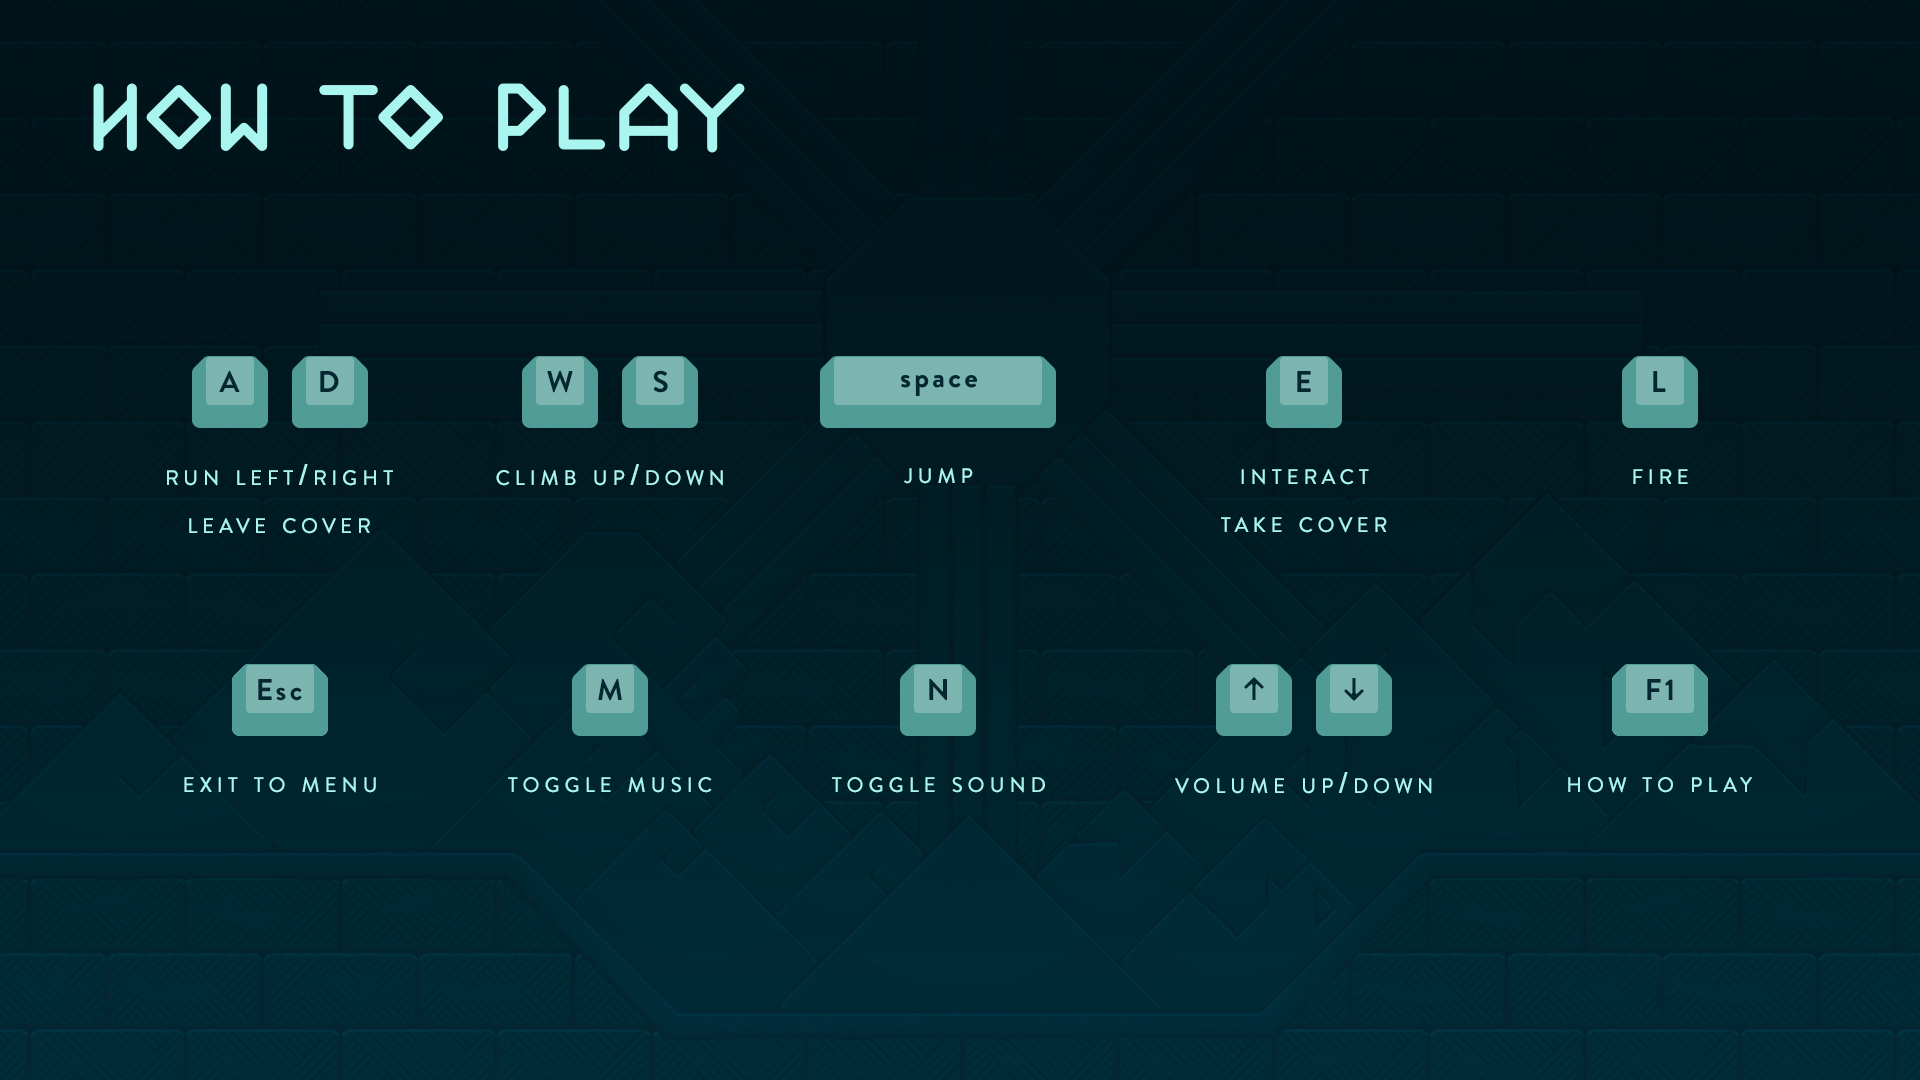 HOW TO PLAY
A D W S space E L
RUN LEFT/RIGHT CLIMB UP/DOWN JUMP INTERACT FIRE
LEAVE COVER TAKE COVER
Esc M N ↑ ↓ F1
EXIT TO MENU TOGGLE MUSIC TOGGLE SOUND VOLUME UP/DOWN HOW TO PLAY